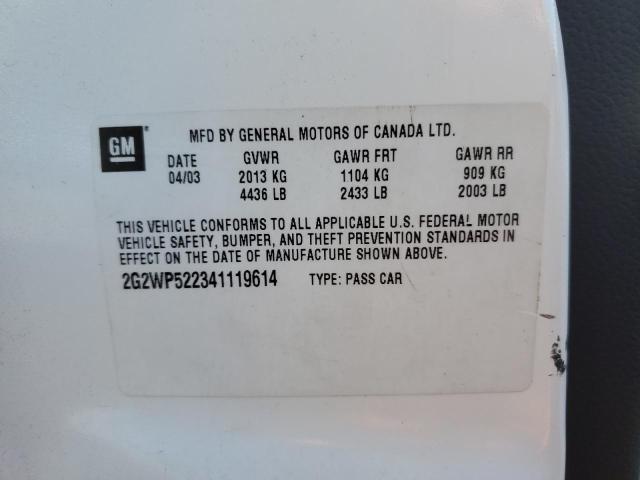 GM
MFD BY GENERAL MOTORS OF CANADA LTD.
DATE GVWR GAWR FRT GAWR RR
04/03 2013 KG 1104 KG 909 KG
4436 LB 2433 LB 2003 LB
THIS VEHICLE CONFORMS TO ALL APPLICABLE U.S. FEDERAL MOTOR
VEHICLE SAFETY, BUMPER, AND THEFT PREVENTION STANDARDS IN
EFFECT ON THE DATE OF MANUFACTURE SHOWN ABOVE.
2G2WP522341119614 TYPE: PASS CAR